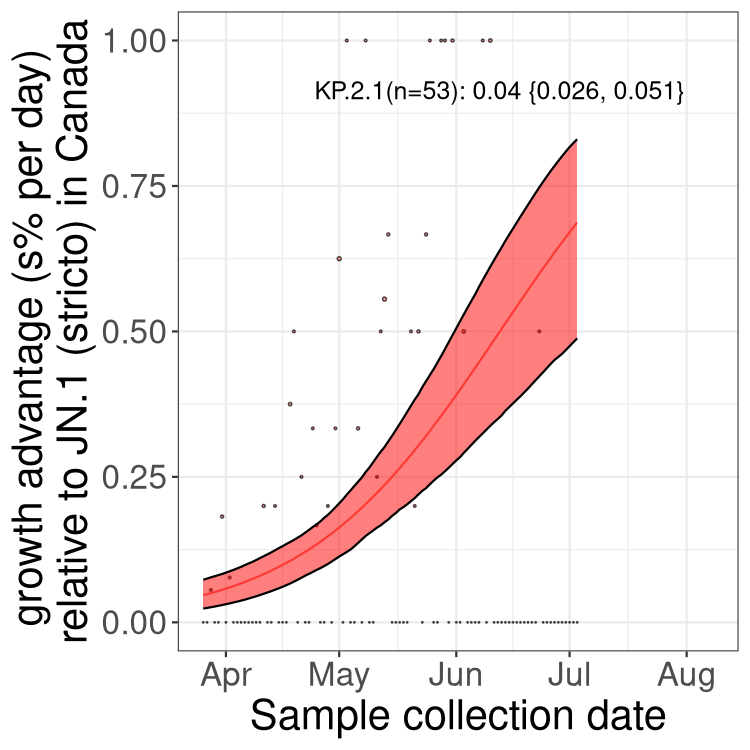 growth advantage (s% per day)
relative to JN.1 (stricto) in Canada
1.00
0.75
0.50
0.25
0.00
KP.2.1(n=53): 0.04 {0.026, 0.051}
Apr May Jun Jul Aug
Sample collection date